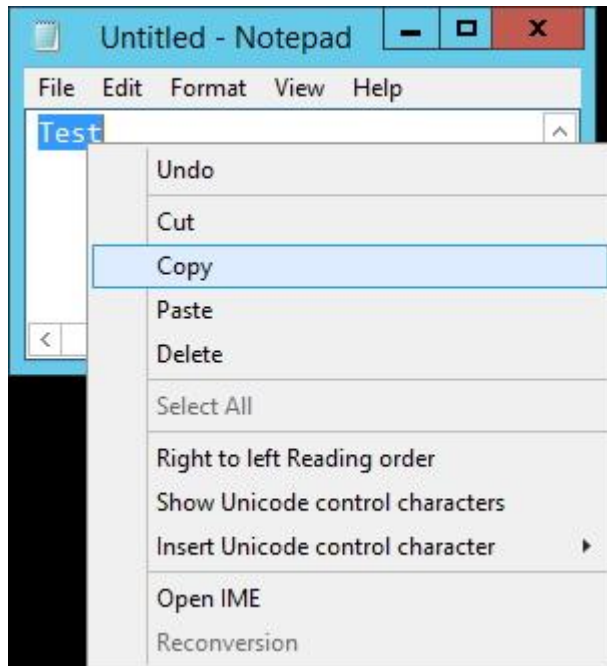 Untitled - Notepad
File Edit Format View Help
Test
Undo
Cut
Copy
Paste
Delete
Select All
Right to left Reading order
Show Unicode control characters
Insert Unicode control character
Open IME
Reconversion